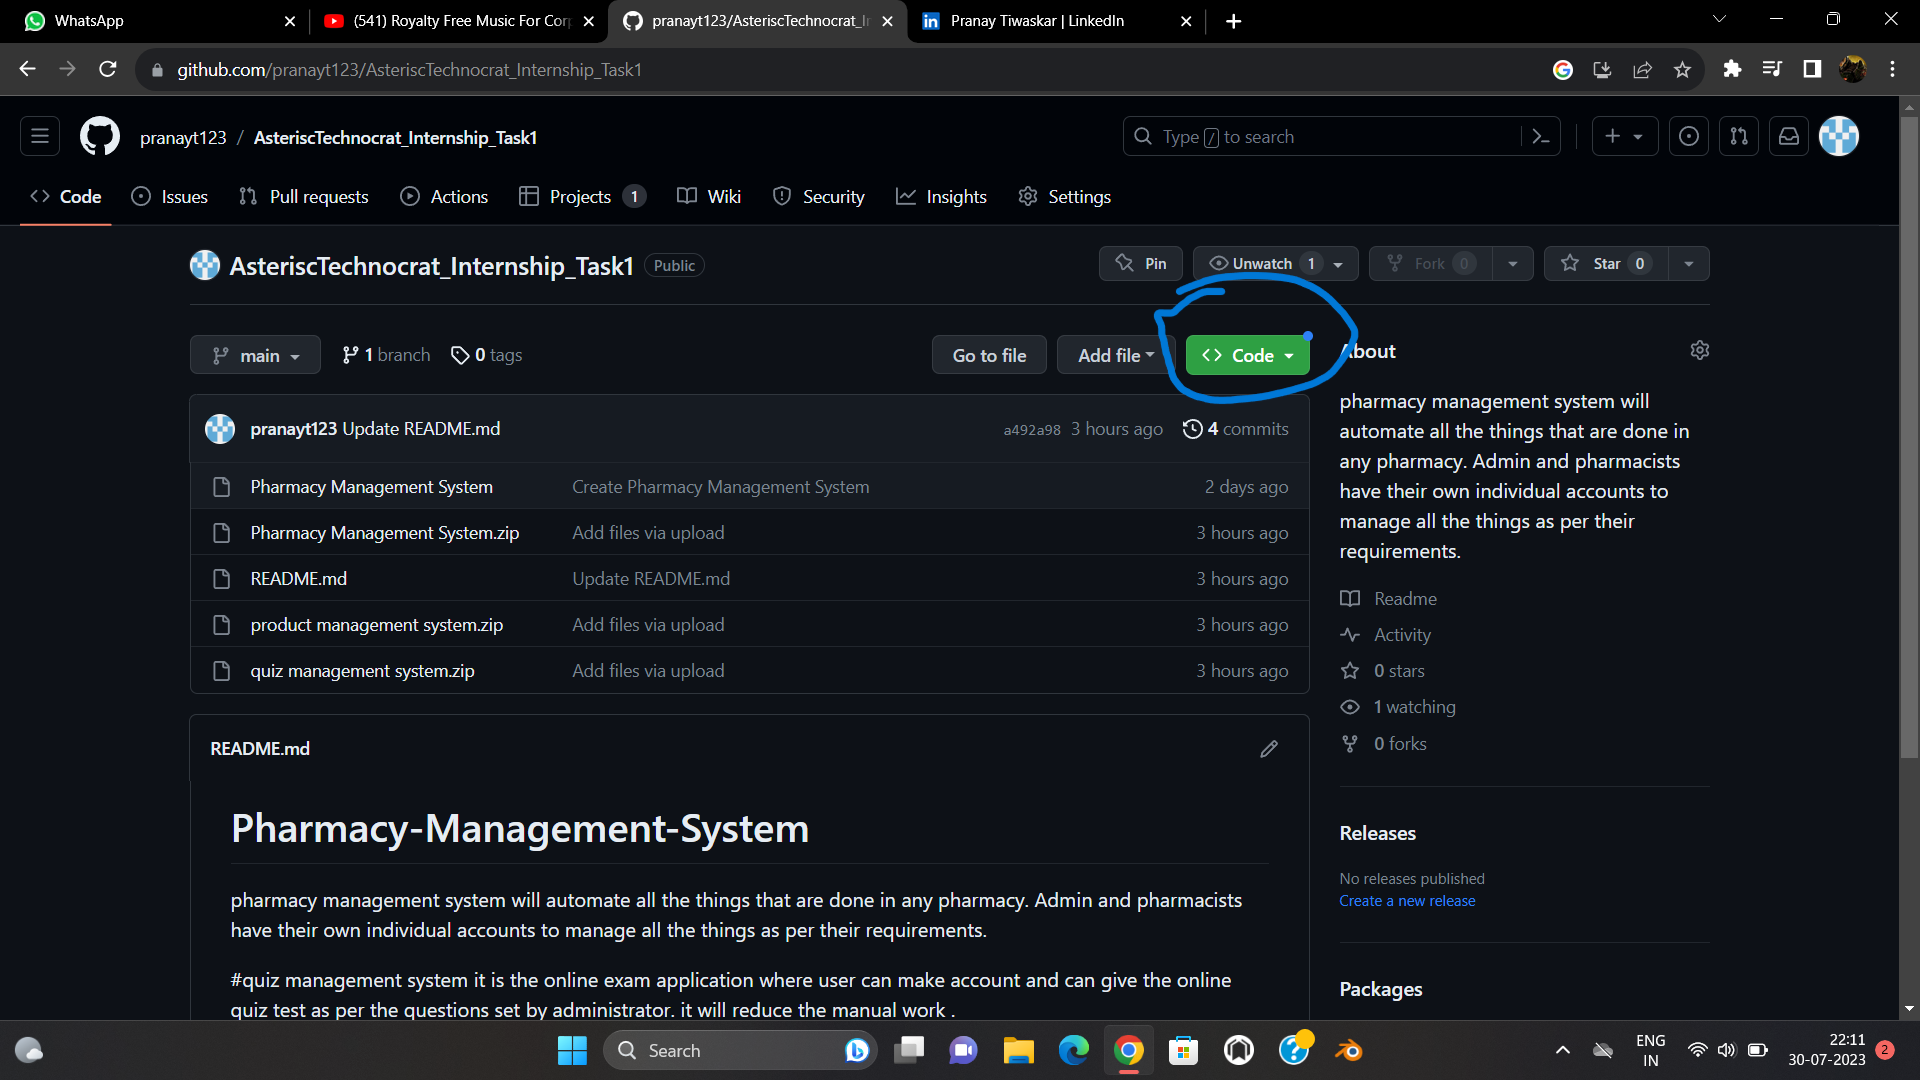 WhatsApp
(541) Royalty Free Music For Cor
pranayt123/AsteriscTechnocrat_I
in Pranay Tiwaskar | LinkedIn
github.com/pranayt123/AsteriscTechnocrat_Internship_Task1
pranayt123 / AsteriscTechnocrat_Internship_Task1
Type / to search
Code
Issues
Pull requests
Actions
Projects 1
Wiki
Security
Insights
Settings
AsteriscTechnocrat_Internship_Task1 Public
Pin
Unwatch 1
Fork 0
Star 0
main
1 branch
0 tags
Go to file
Add file
<> Code
About
pharmacy management system will
automate all the things that are done in
any pharmacy. Admin and pharmacists
have their own individual accounts to
manage all the things as per their
requirements.
Readme
Activity
0 stars
1 watching
0 forks
pranayt123 Update README.md a492a98 3 hours ago 4 commits
Pharmacy Management System Create Pharmacy Management System 2 days ago
Pharmacy Management System.zip Add files via upload 3 hours ago
README.md Update README.md 3 hours ago
product management system.zip Add files via upload 3 hours ago
quiz management system.zip Add files via upload 3 hours ago
README.md
Pharmacy-Management-System
pharmacy management system will automate all the things that are done in any pharmacy. Admin and pharmacists
have their own individual accounts to manage all the things as per their requirements.
#quiz management system it is the online exam application where user can make account and can give the online
quiz test as per the questions set by administrator. it will reduce the manual work .
Releases
No releases published
Create a new release
Packages
Search
ENG
IN
22:11
30-07-2023
2